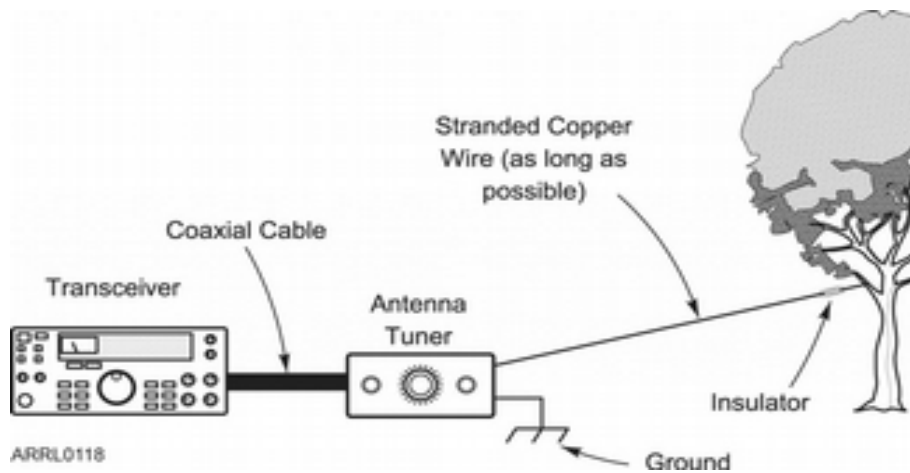 Stranded Copper
Wire (as long as
possible)
Coaxial Cable
Transceiver
Antenna
Tuner
Insulator
ARRL0118
Ground